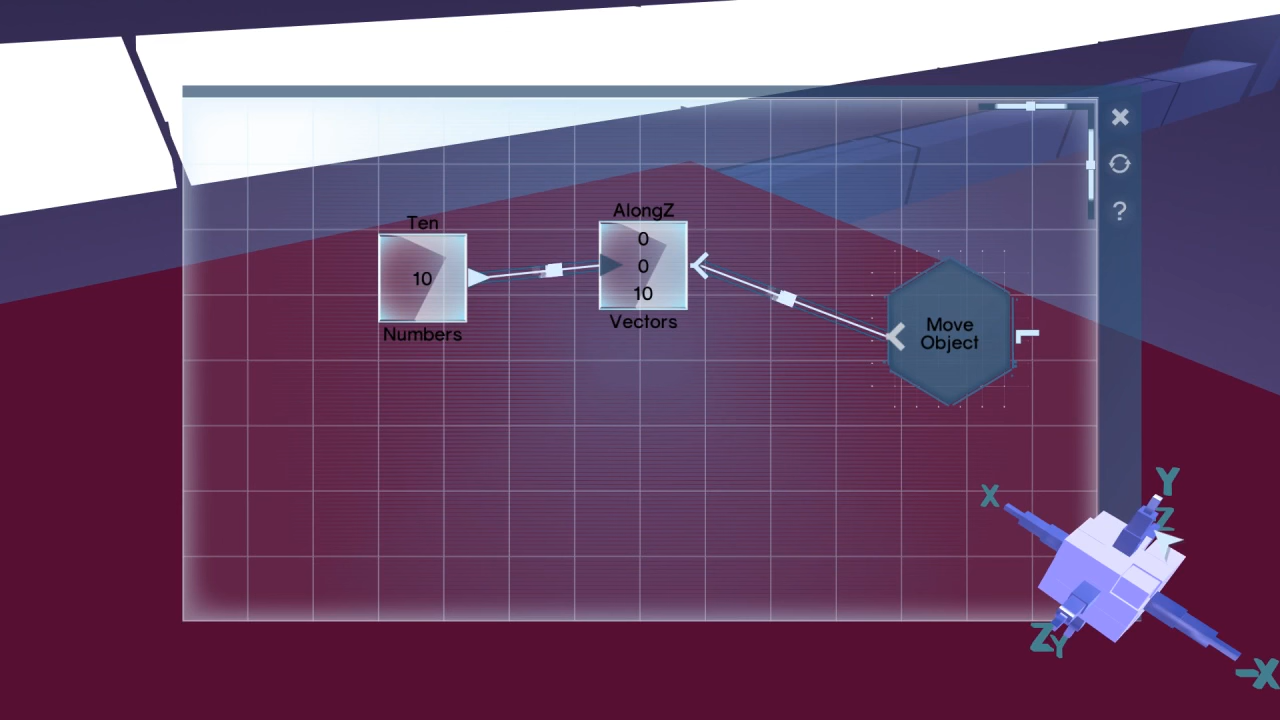 ?
Ten
10
Numbers
AlongZ
0
0
10
Vectors
Move
Object
X
Y
Z
Z
Y
-X